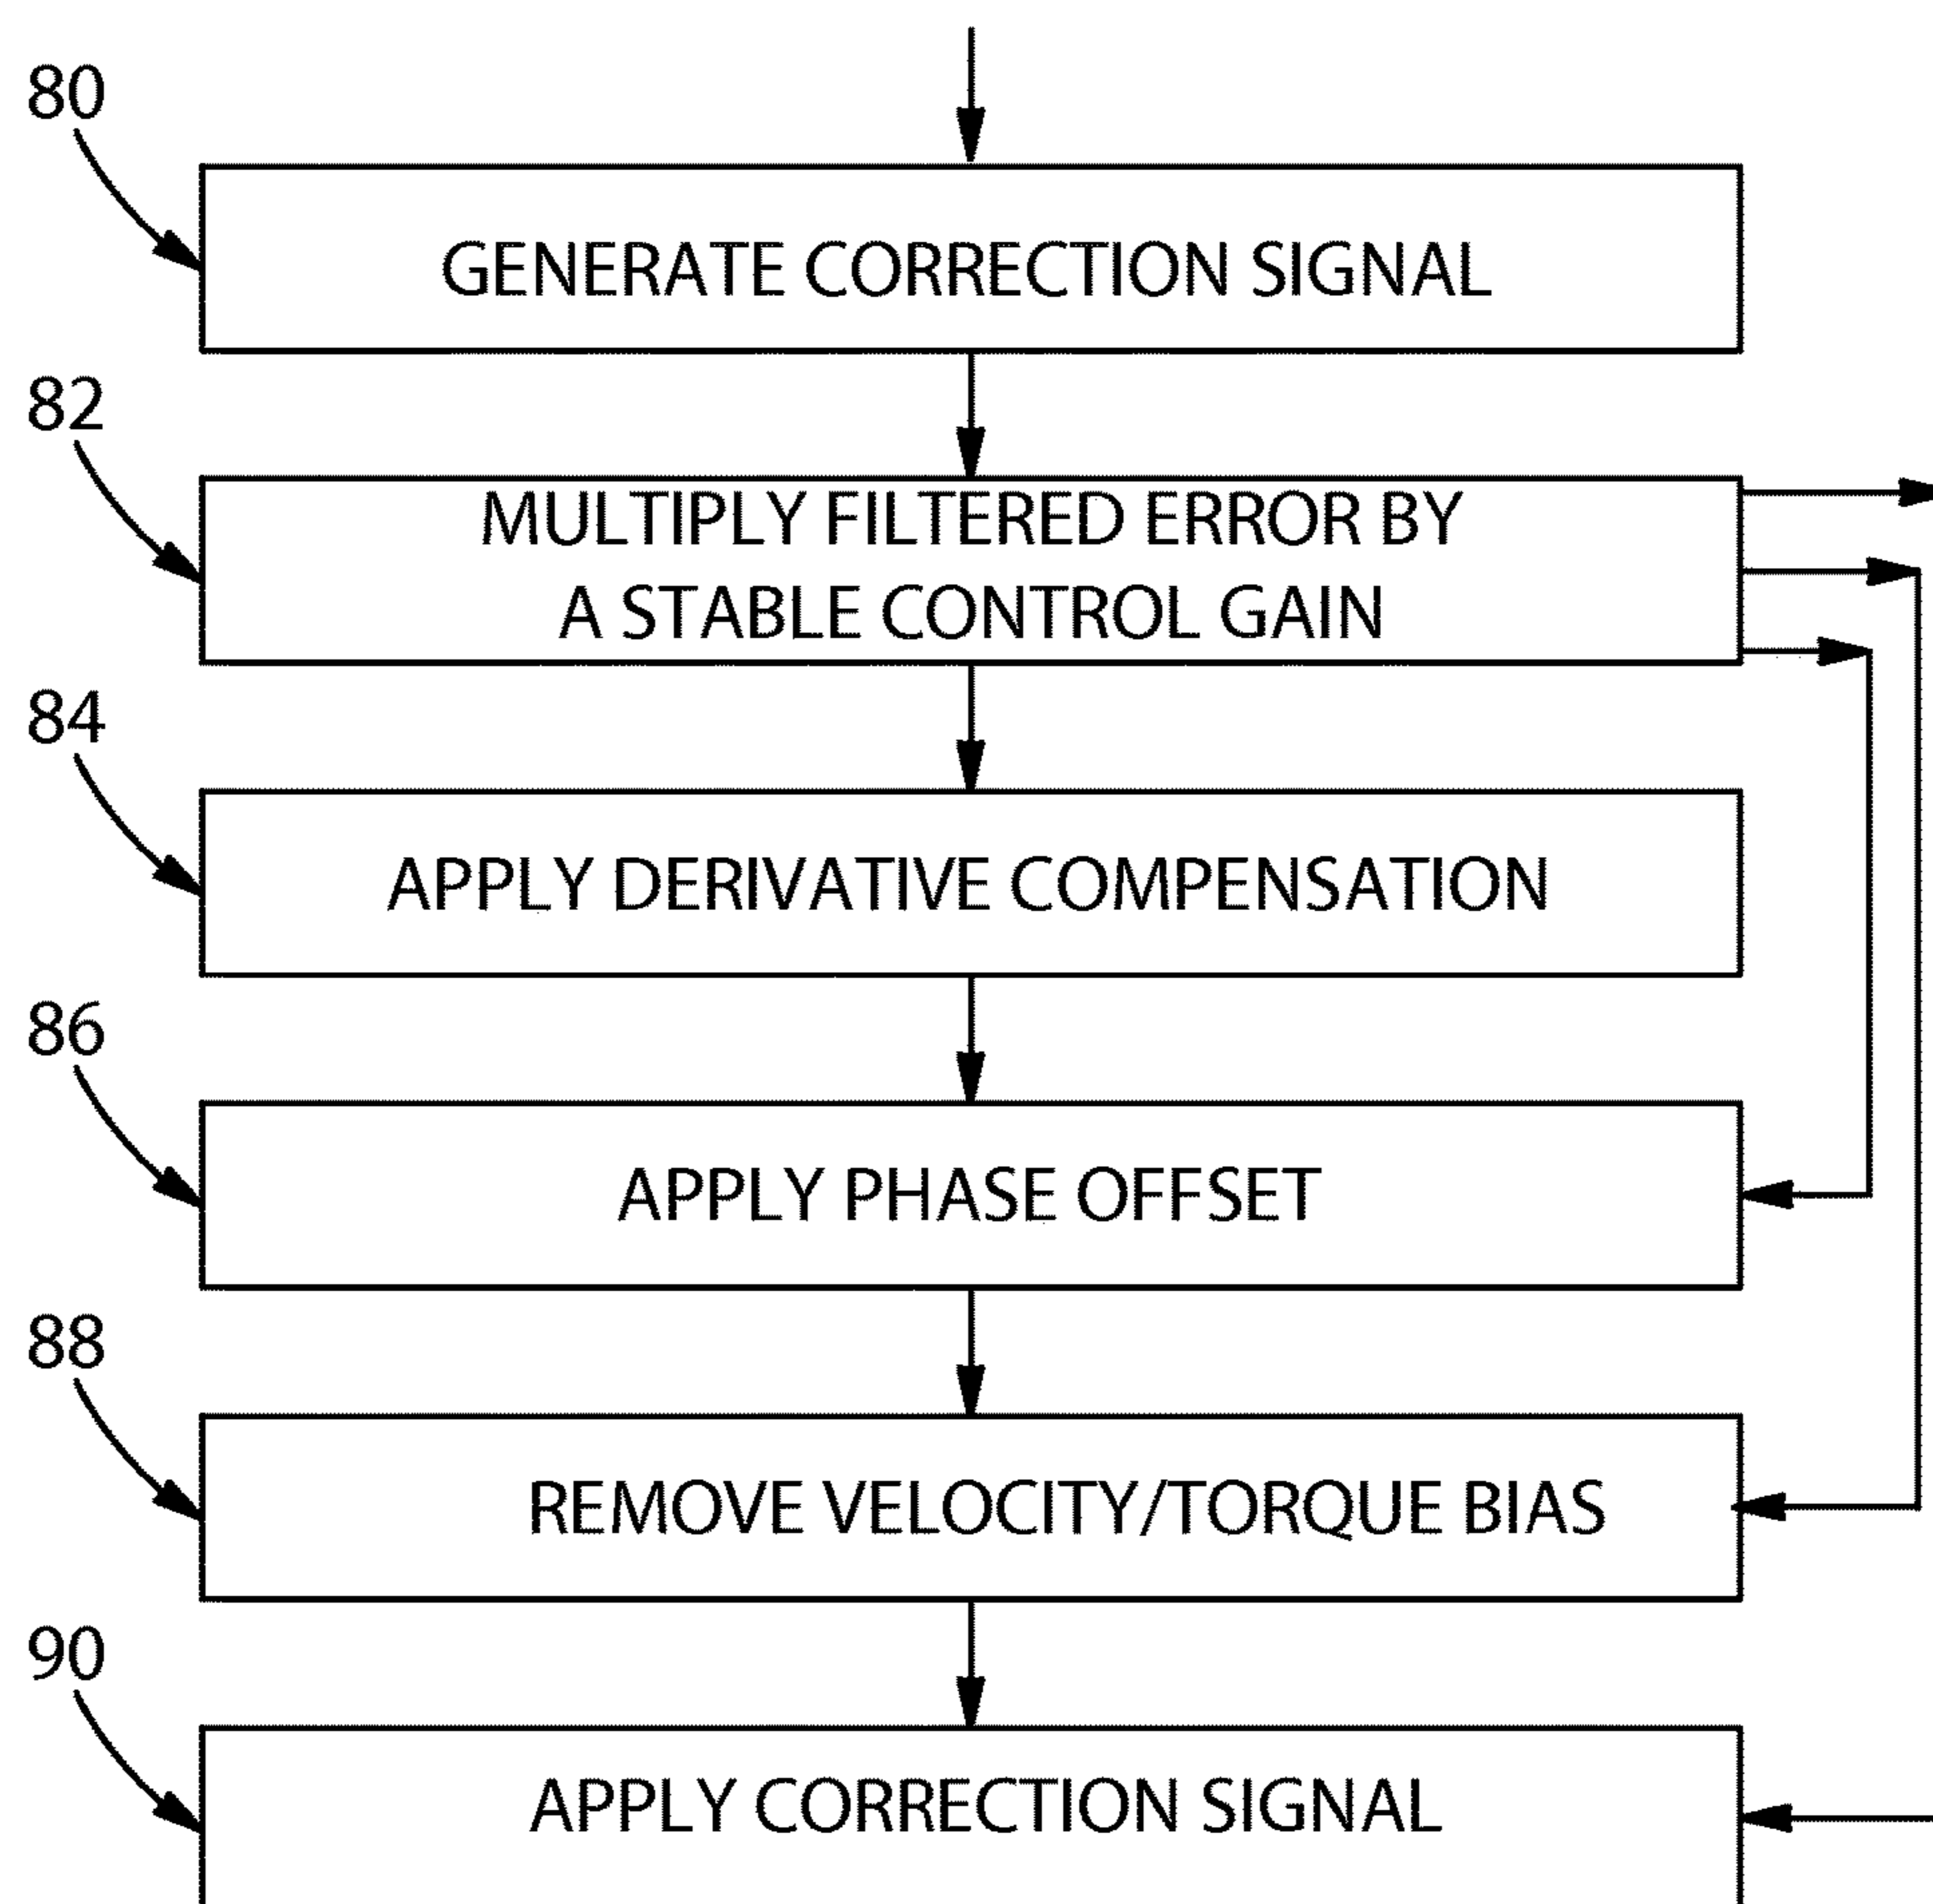 80
GENERATE CORRECTION SIGNAL
82
MULTIPLY FILTERED ERROR BY
A STABLE CONTROL GAIN
84
APPLY DERIVATIVE COMPENSATION
86
APPLY PHASE OFFSET
88
REMOVE VELOCITY/TORQUE BIAS
90
APPLY CORRECTION SIGNAL